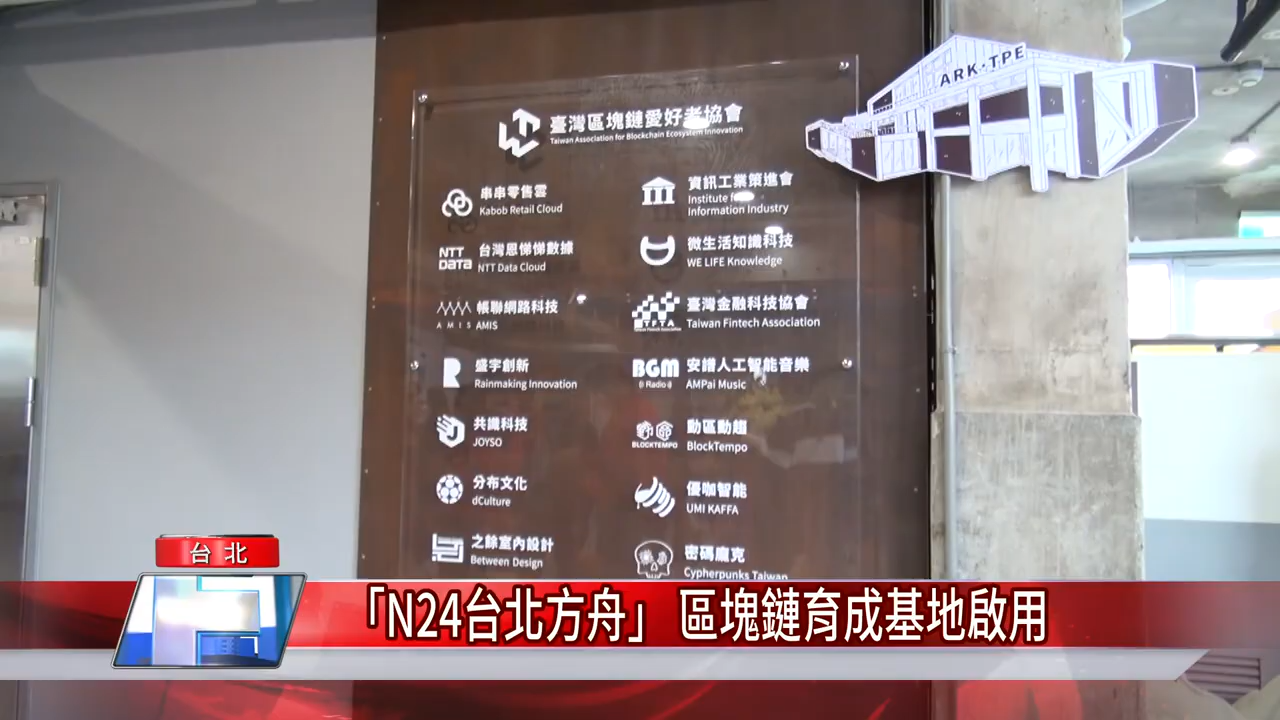 ARK·TPE
臺灣區塊鏈愛好者協會
Taiwan Association for Blockchain Ecosystem Innovation
串串零售雲
Kabob Retail Cloud
NTT DATA
台灣恩悌悌數據
NTT Data Cloud
AMIS
帳聯網路科技
AMIS
盛宇創新
Rainmaking Innovation
共識科技
JOYSO
分布文化
dCulture
之餘室內設計
Between Design
資訊工業策進會
Institute
Information Industry
微生活知識科技
WE LIFE Knowledge
TFTA
臺灣金融科技協會
Taiwan Fintech Association
BGM
Radio
安譜人工智能音樂
AMPai Music
BLOCKTEMPO
動區動趨
BlockTempo
優咖智能
UMI KAFFA
密碼龐克
Cypherpunks Taiwan
台北
「N24台北方舟」 區塊鏈育成基地啟用